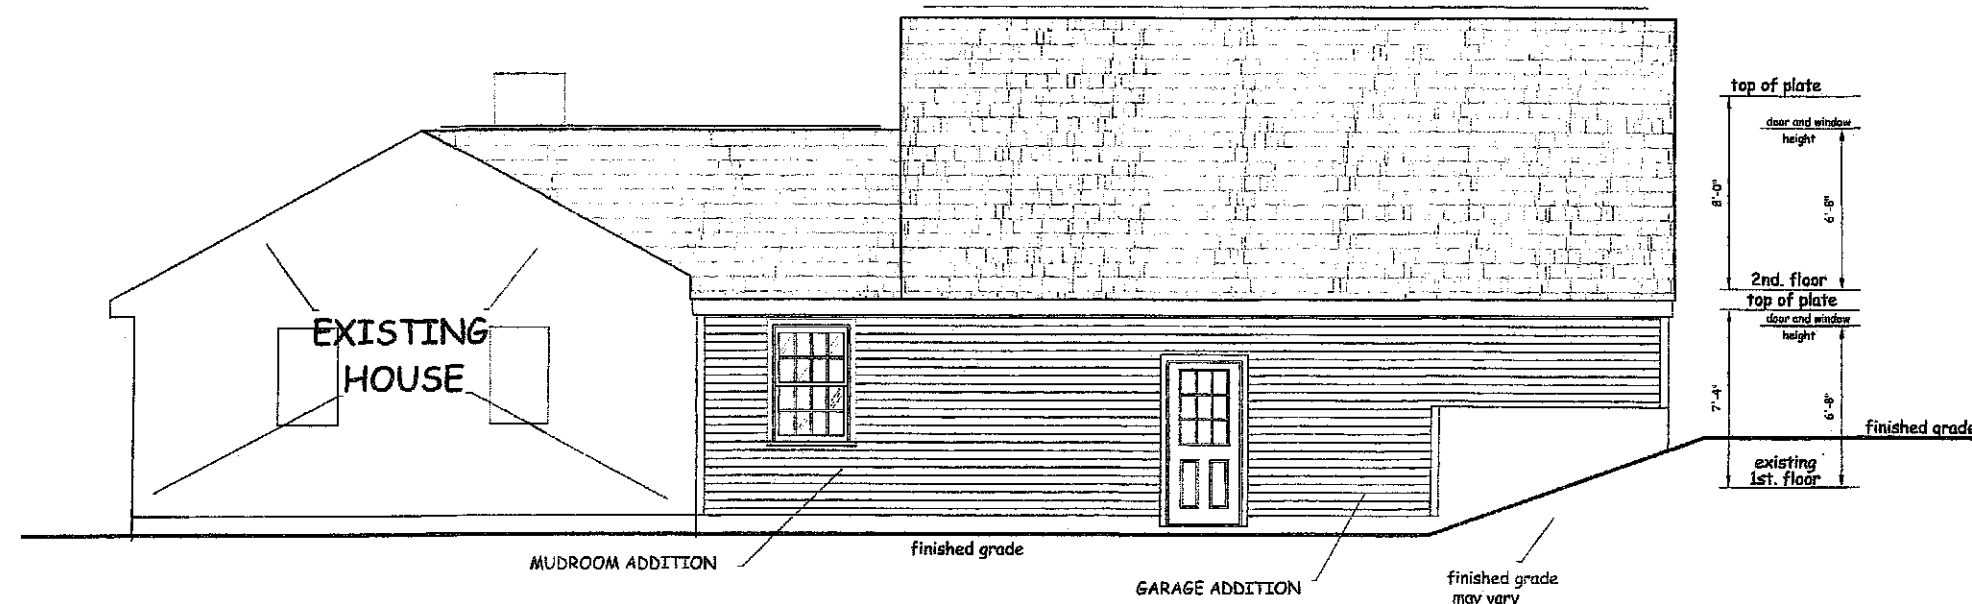 top of plate
door and window
height
8'-0"
6'-8"
2nd. floor
top of plate
door and window
height
7'-4"
6'-8"
finished grade
existing
1st. floor
EXISTING
HOUSE
MUDROOM ADDITION
finished grade
GARAGE ADDITION
finished grade
may vary